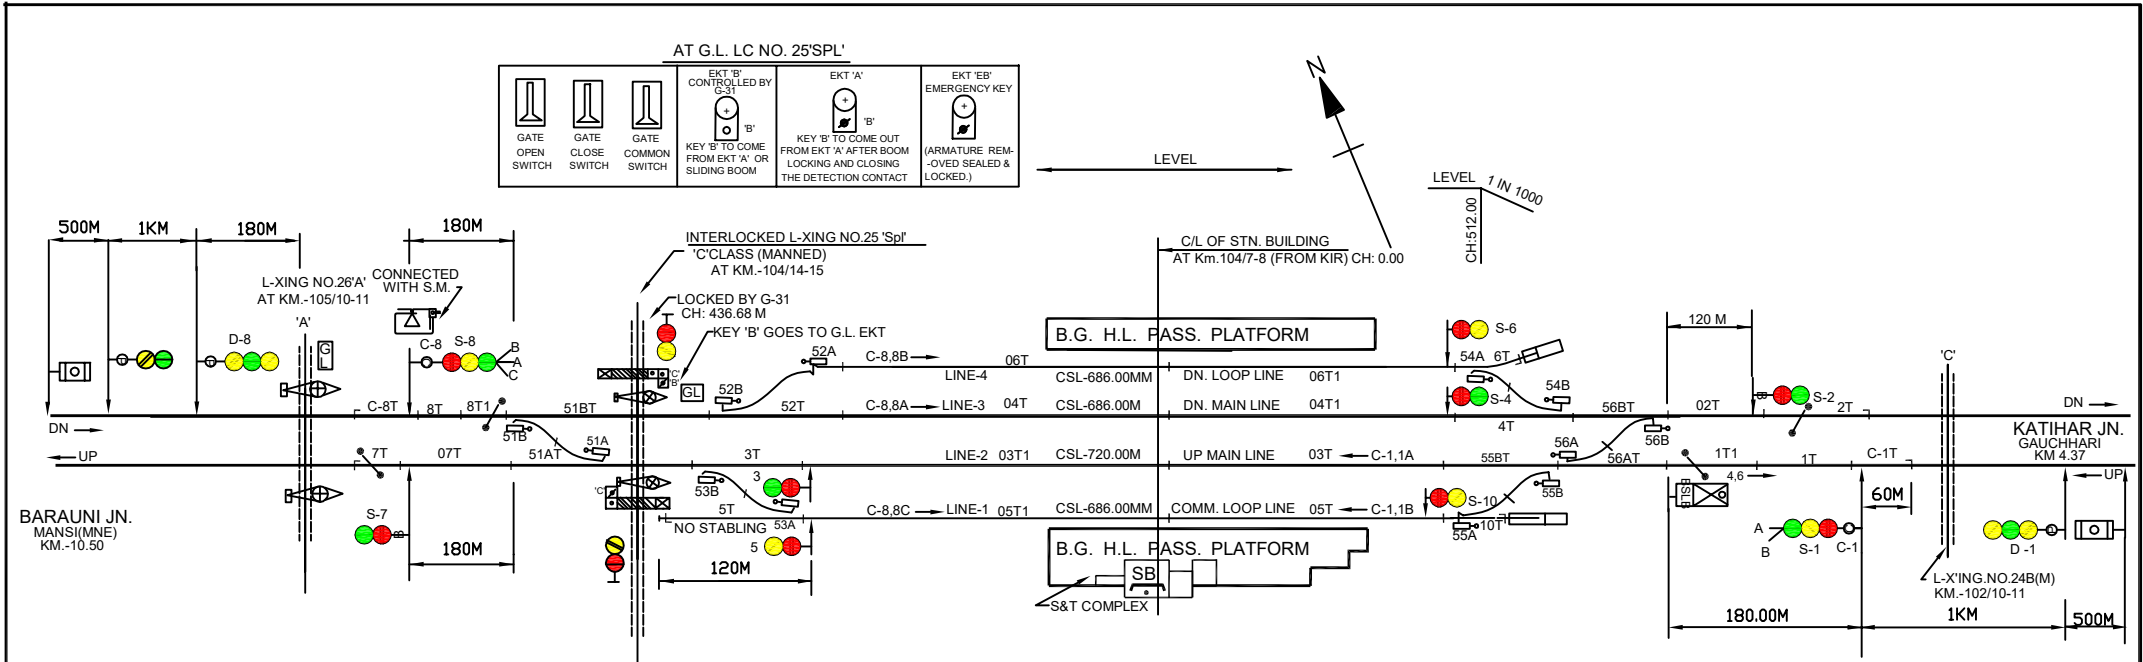 AT G.L. LC NO. 25'SPL'
GATE
OPEN
SWITCH
GATE
CLOSE
SWITCH
GATE
COMMON
SWITCH
EKT 'B'
CONTROLLED BY
G-31
'B'
KEY 'B' TO COME
FROM EKT 'A' OR
SLIDING BOOM
EKT 'A'
'B'
KEY 'B' TO COME OUT
FROM EKT 'A' AFTER BOOM
LOCKING AND CLOSING
THE DETECTION CONTACT
EKT 'EB'
EMERGENCY KEY
(ARMATURE REM-
-OVED SEALED &
LOCKED.)
N
LEVEL
LEVEL
1 IN 1000
CH:512.00
500M
1KM
180M
180M
INTERLOCKED L-XING NO.25 'Spl'
'C'CLASS (MANNED)
AT KM.-104/14-15
C/L OF STN. BUILDING
AT Km.104/7-8 (FROM KIR) CH: 0.00
L-XING NO.26'A'
AT KM.-105/10-11
'A'
CONNECTED
WITH S.M.
LOCKED BY G-31
CH: 436.68 M
KEY 'B' GOES TO G.L. EKT
120 M
P
P
D-8
G
L
C-8
S-8
B
A
C
'C'
'B'
GL
52A
52B
C-8,8B
06T
B.G. H.L. PASS. PLATFORM
S-6
54A
6T
'C'
LINE-4
CSL-686.00MM
DN. LOOP LINE
06T1
54B
B
S-2
C-8T
8T
8T1
51BT
52T
C-8,8A
LINE-3
04T
CSL-686.00M
DN. MAIN LINE
04T1
S-4
4T
56BT
02T
2T
DN
DN
51B
51A
56A
56B
KATIHAR JN.
GAUCHHARI
KM 4.37
UP
7T
07T
51AT
3T
LINE-2
03T1
CSL-720.00M
UP MAIN LINE
03T
C-1,1A
55BT
56AT
1T1
1T
C-1T
4,6
UP
3
53B
'C'
BARAUNI JN.
MANSI(MNE)
KM.-10.50
S-7
B
5T
53A
C-8,8C
LINE-1
05T1
CSL-686.00MM
COMM. LOOP LINE
05T
C-1,1B
S-10
55B
55A
10T
BSLB
60M
NO STABLING
5
B.G. H.L. PASS. PLATFORM
A
B
S-1
C-1
D -1
P
180M
120M
SB
S&T COMPLEX
L-X'ING.NO.24B(M)
KM.-102/10-11
180.00M
1KM
500M